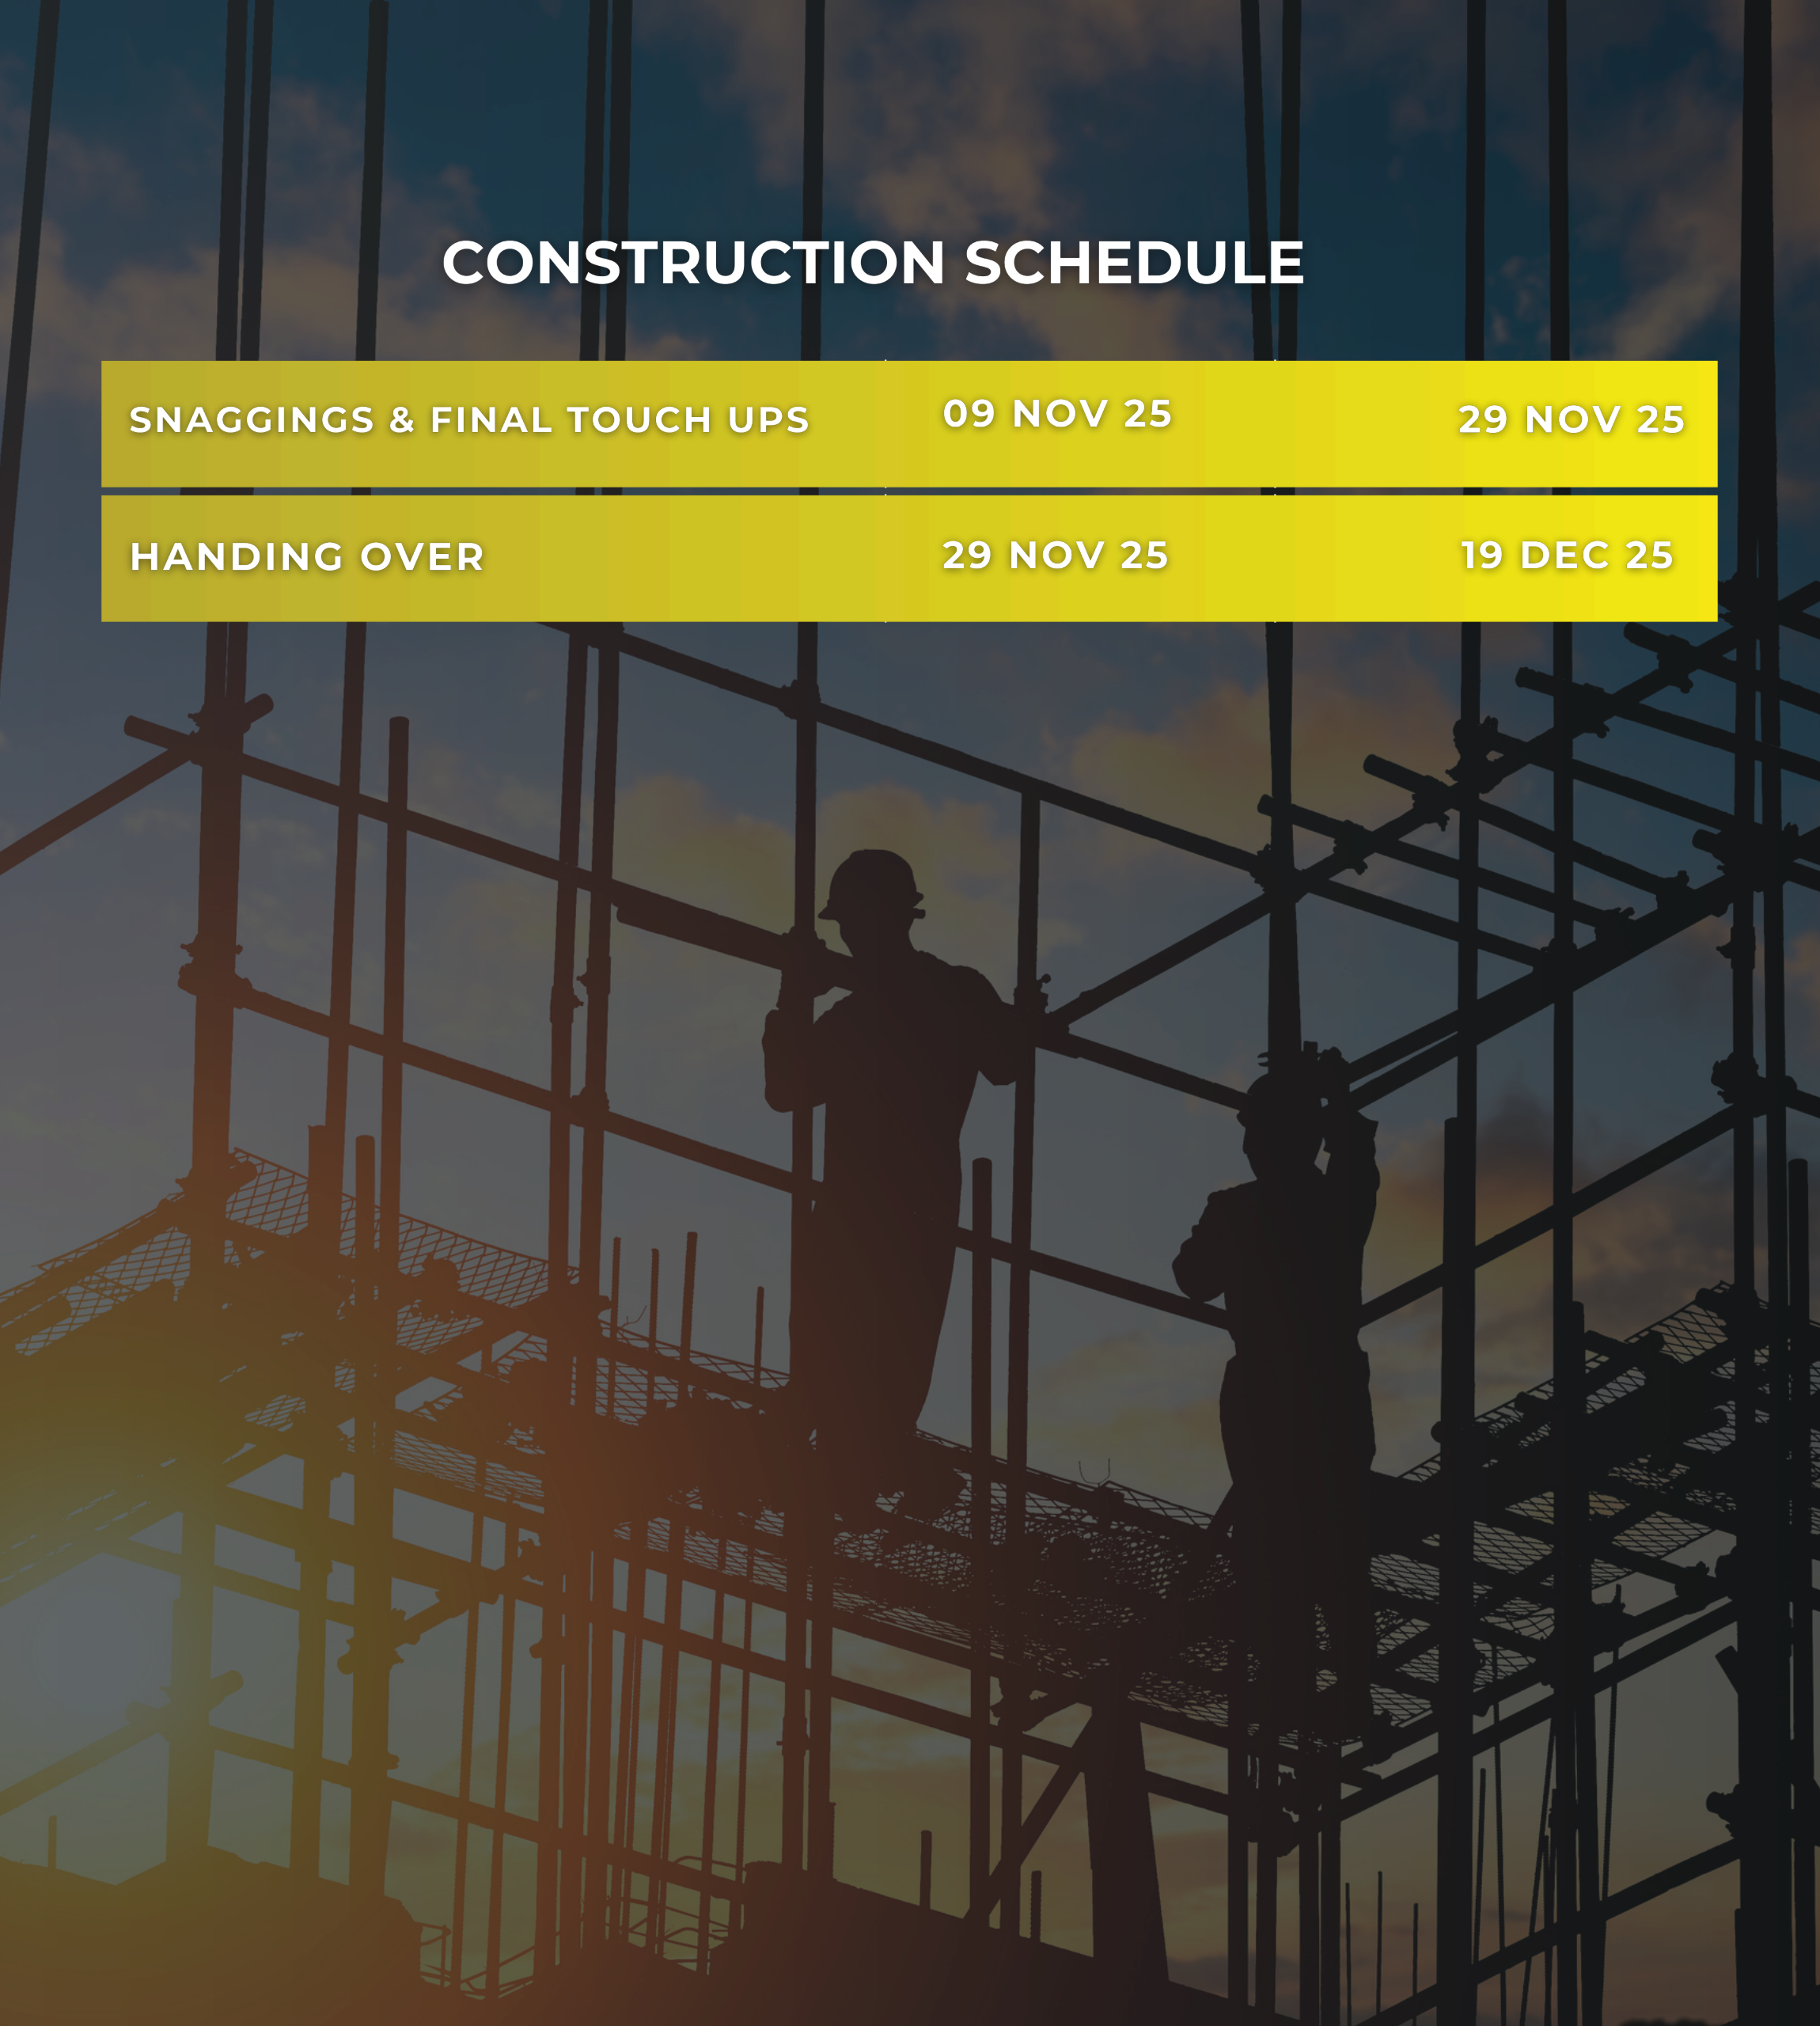 CONSTRUCTION SCHEDULE
SNAGGINGS & FINAL TOUCH UPS 09 NOV 25 29 NOV 25
HANDING OVER 29 NOV 25 19 DEC 25